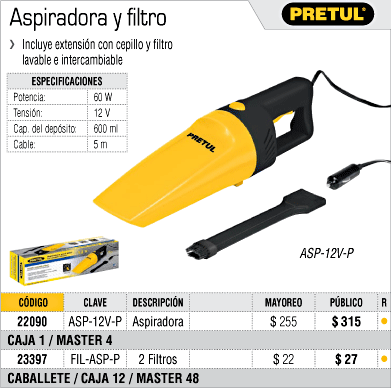 Aspiradora y filtro
PRETUL®
Incluye extensión con cepillo y filtro
lavable e intercambiable
ESPECIFICACIONES
Potencia: 60 W
Tensión: 12 V
Cap. del depósito: 600 ml
Cable: 5 m
PRETUL
ASP-12V-P
CÓDIGO CLAVE DESCRIPCIÓN MAYOREO PÚBLICO R
22090 ASP-12V-P Aspiradora $ 255 $ 315
CAJA 1 / MASTER 4
23397 FIL-ASP-P 2 Filtros $ 22 $ 27
CABALLETE / CAJA 12 / MASTER 48